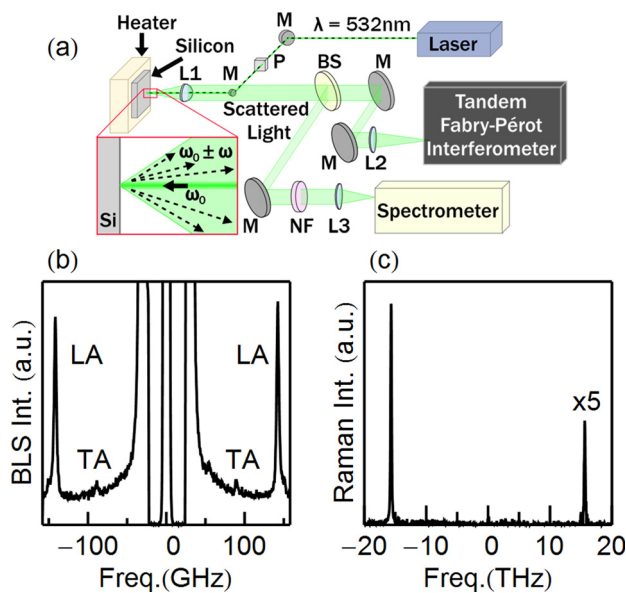 (a)
Heater
Silicon
L1
M
P
M
λ = 532nm
Laser
BS
M
Scattered
Light
Tandem
Fabry-Pérot
Interferometer
M
L2
ω₀ ± ω
ω₀
Si
M
NF
L3
Spectrometer
(b)
BLS Int. (a.u.)
LA
LA
TA
TA
−100
0
100
Freq.(GHz)
(c)
Raman Int. (a.u.)
x5
−20
−10
0
10
20
Freq.(THz)